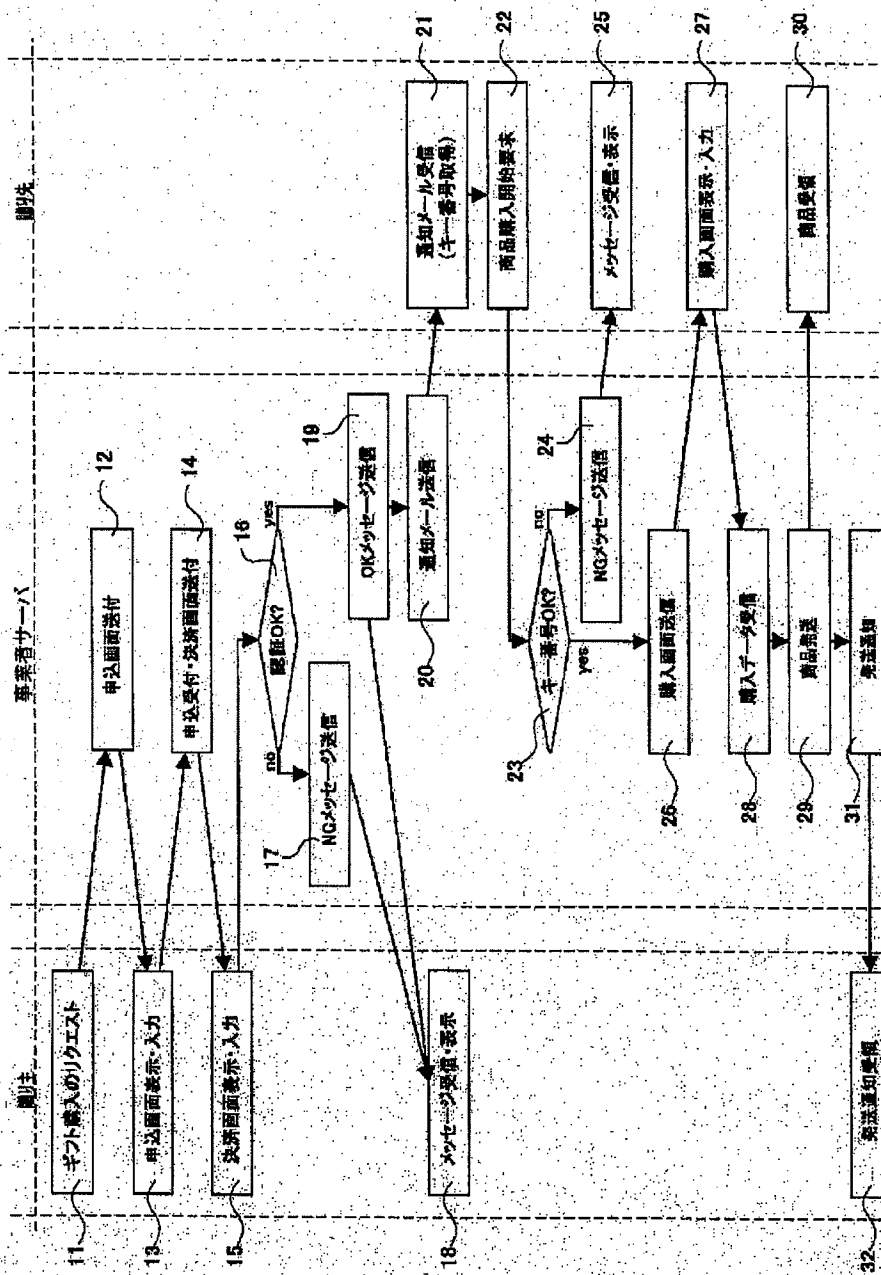 贈り主
事業者サーバ
贈り先
11
ギフト購入のリクエスト
12
申込画面送付
13
申込画面表示・入力
14
申込受付・決済画面送付
15
決済画面表示・入力
16
認証OK?
no
yes
17
NGメッセージ送信
18
メッセージ受信・表示
19
OKメッセージ送信
20
通知メール送信
21
通知メール受信
(キー番号取得)
22
商品購入開始要求
23
キー番号OK?
no
yes
24
NGメッセージ送信
25
メッセージ受信・表示
26
購入画面送信
27
購入画面表示・入力
28
購入データ受信
29
商品発送
30
商品受領
31
発送通知
32
発送通知受領